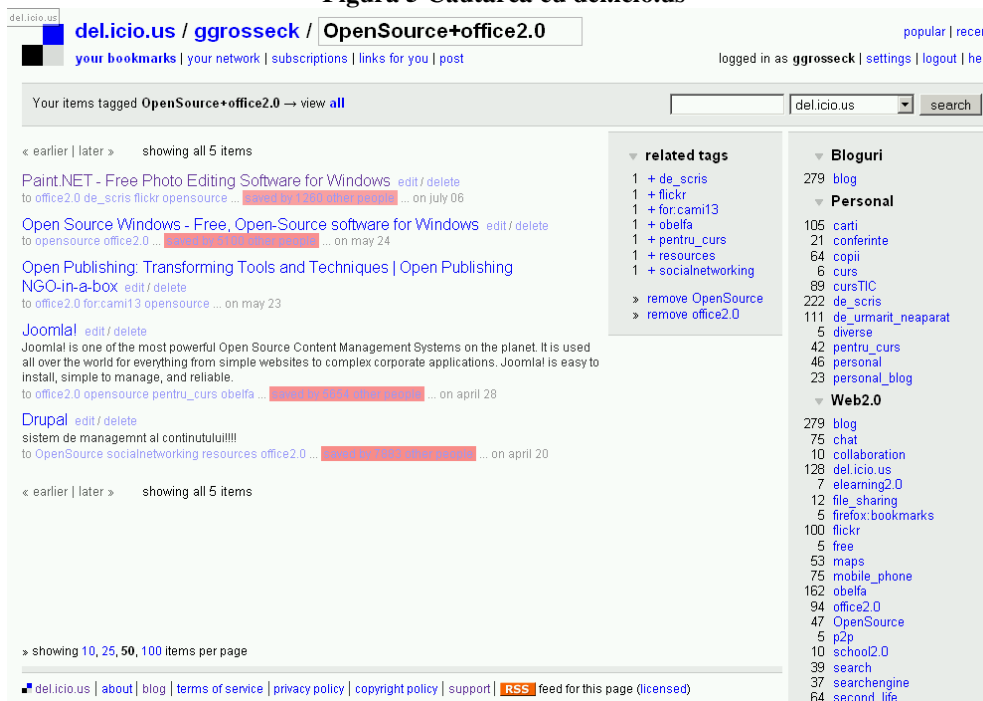 Figura 5 Căutarea cu del.icio.us
del.icio.us
del.icio.us / ggrosseck / OpenSource+office2.0
popular | recen
your bookmarks | your network | subscriptions | links for you | post
logged in as ggrosseck | settings | logout | he
Your items tagged OpenSource+office2.0 → view all
del.icio.us
search
« earlier | later » showing all 5 items
Paint.NET - Free Photo Editing Software for Windows edit / delete
to office2.0 de_scris flickr opensource ... saved by 1260 other people ... on july 06
Open Source Windows - Free, Open-Source software for Windows edit / delete
to opensource office2.0 ... saved by 5100 other people ... on may 24
Open Publishing: Transforming Tools and Techniques | Open Publishing
NGO-in-a-box edit / delete
to office2.0 for:cami13 opensource ... on may 23
Joomla! edit / delete
Joomla! is one of the most powerful Open Source Content Management Systems on the planet. It is used
all over the world for everything from simple websites to complex corporate applications. Joomla! is easy to
install, simple to manage, and reliable.
to office2.0 opensource pentru_curs obelfa ... saved by 5654 other people ... on april 28
Drupal edit / delete
sistem de managemnt al continutului!!!!
to OpenSource socialnetworking resources office2.0 ... saved by other people ... on april 20
« earlier | later » showing all 5 items
» showing 10, 25, 50, 100 items per page
related tags
1 + de_scris
1 + flickr
1 + for:cami13
1 + obelfa
1 + pentru_curs
1 + resources
1 + socialnetworking
» remove OpenSource
» remove office2.0
Bloguri
279 blog
Personal
105 carti
21 conferinte
64 copii
6 curs
89 cursTIC
222 de_scris
111 de_urmarit_neaparat
5 diverse
42 pentru_curs
46 personal
23 personal_blog
Web2.0
279 blog
75 chat
10 collaboration
128 del.icio.us
7 elearning2.0
12 file_sharing
5 firefox:bookmarks
100 flickr
5 free
53 maps
75 mobile_phone
162 obelfa
94 office2.0
47 OpenSource
5 p2p
10 school2.0
39 search
37 searchengine
64 second_life
del.icio.us | about | blog | terms of service | privacy policy | copyright policy | support | RSS feed for this page (licensed)